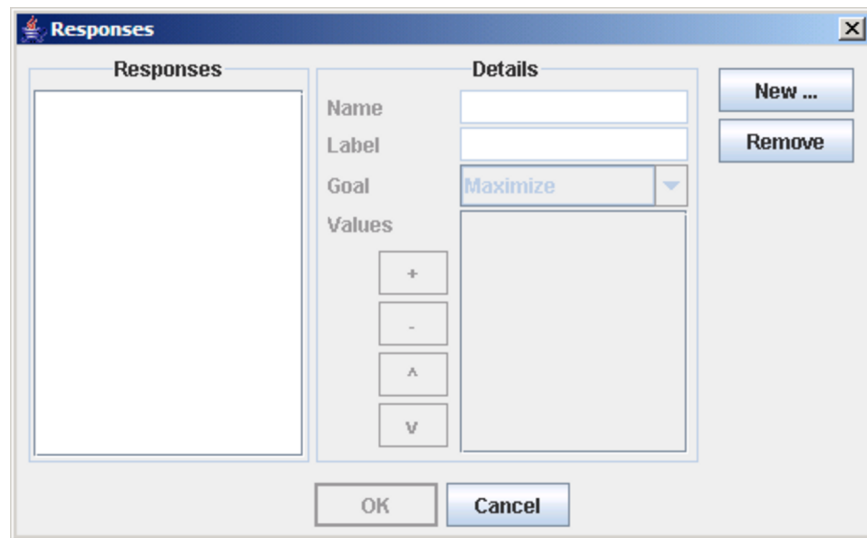 Responses
Responses
Details
New ...
Remove
Name
Label
Goal
Maximize
Values
+
-
^
v
OK
Cancel